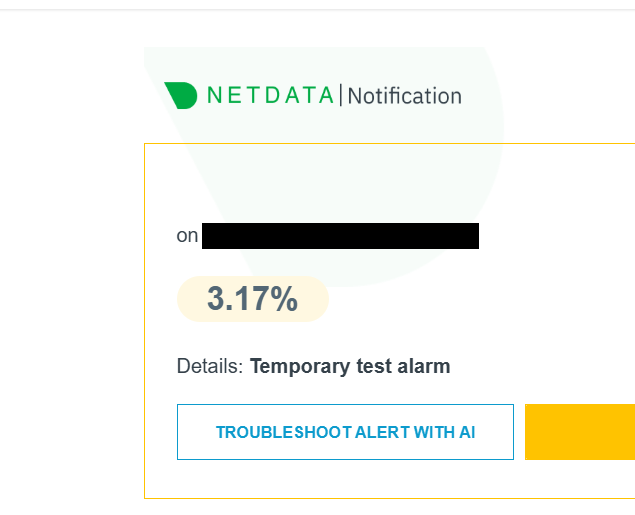 NETDATA|Notification
on
3.17%
Details: Temporary test alarm
TROUBLESHOOT ALERT WITH AI